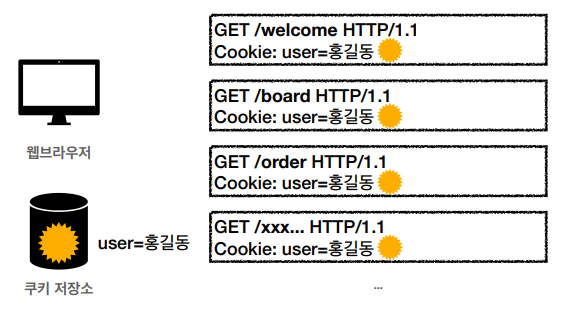 GET /welcome HTTP/1.1
Cookie: user=홍길동
GET /board HTTP/1.1
Cookie: user=홍길동
웹브라우저
GET /order HTTP/1.1
Cookie: user=홍길동
GET /xxx... HTTP/1.1
Cookie: user=홍길동
user=홍길동
쿠키 저장소
...